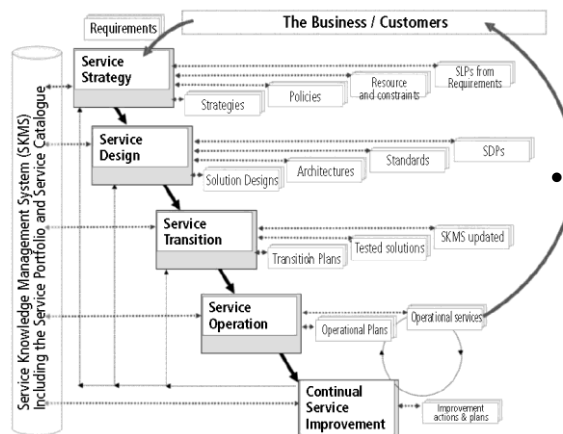 Requirements
The Business / Customers
Service
Strategy
SLPs from
Requirements
Resource
and constraints
Policies
Strategies
Service
Design
SDPs
Standards
Architectures
Solution Designs
Service
Transition
SKMS updated
Tested solutions
Transitioin Plans
Service
Operation
Operational services
Operational Plans
Continual
Service
Improvement
Improvement
actions & plans
Service Knowledge Management System (SKMS)
Including the Service Portfolio and Service Catalogue